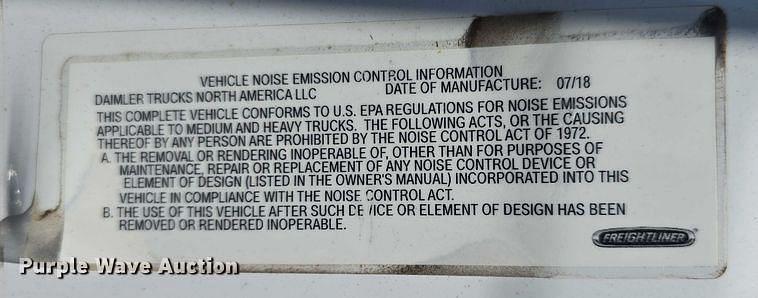 VEHICLE NOISE EMISSION CONTROL INFORMATION
DAIMLER TRUCKS NORTH AMERICA LLC DATE OF MANUFACTURE: 07/18
THIS COMPLETE VEHICLE CONFORMS TO U.S. EPA REGULATIONS FOR NOISE EMISSIONS
APPLICABLE TO MEDIUM AND HEAVY TRUCKS. THE FOLLOWING ACTS, OR THE CAUSING
THEREOF BY ANY PERSON ARE PROHIBITED BY THE NOISE CONTROL ACT OF 1972.
A. THE REMOVAL OR RENDERING INOPERABLE OF, OTHER THAN FOR PURPOSES OF
MAINTENANCE, REPAIR OR REPLACEMENT OF ANY NOISE CONTROL DEVICE OR
ELEMENT OF DESIGN (LISTED IN THE OWNER'S MANUAL) INCORPORATED INTO THIS
VEHICLE IN COMPLIANCE WITH THE NOISE CONTROL ACT.
B. THE USE OF THIS VEHICLE AFTER SUCH DEVICE OR ELEMENT OF DESIGN HAS BEEN
REMOVED OR RENDERED INOPERABLE.
FREIGHTLINER
Purple Wave Auction